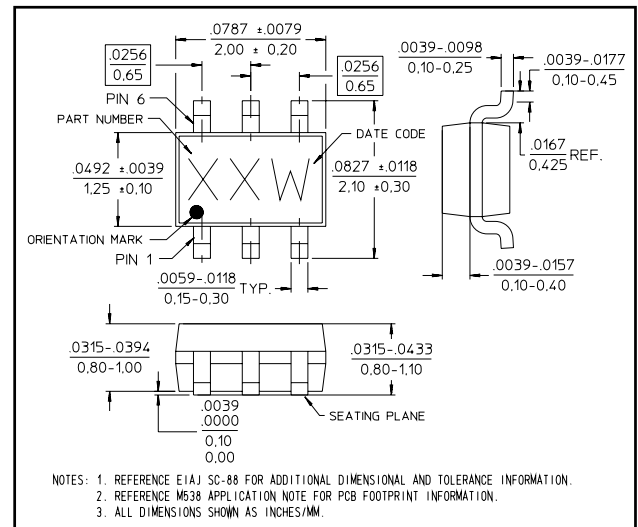 .0787 ±.0079
2,00 ± 0,20
.0256
0,65
.0256
0.65
.0039-.0098
0,10-0,25
.0039-.0177
0,10-0,45
PIN 6
PART NUMBER
DATE CODE
.0492 ±.0039
1,25 ±0,10
XXW
.0827 ±.0118
2,10 ±0,30
.0167
0,425 REF.
ORIENTATION MARK
PIN 1
.0059-.0118
0,15-0,30 TYP.
.0039-.0157
0,10-0,40
.0315-.0394
0,80-1,00
.0315-.0433
0,80-1,10
.0039
.0000
0,10
0,00
SEATING PLANE
NOTES: 1. REFERENCE EIAJ SC-88 FOR ADDITIONAL DIMENSIONAL AND TOLERANCE INFORMATION.
2. REFERENCE M538 APPLICATION NOTE FOR PCB FOOTPRINT INFORMATION.
3. ALL DIMENSIONS SHOWN AS INCHES/MM.